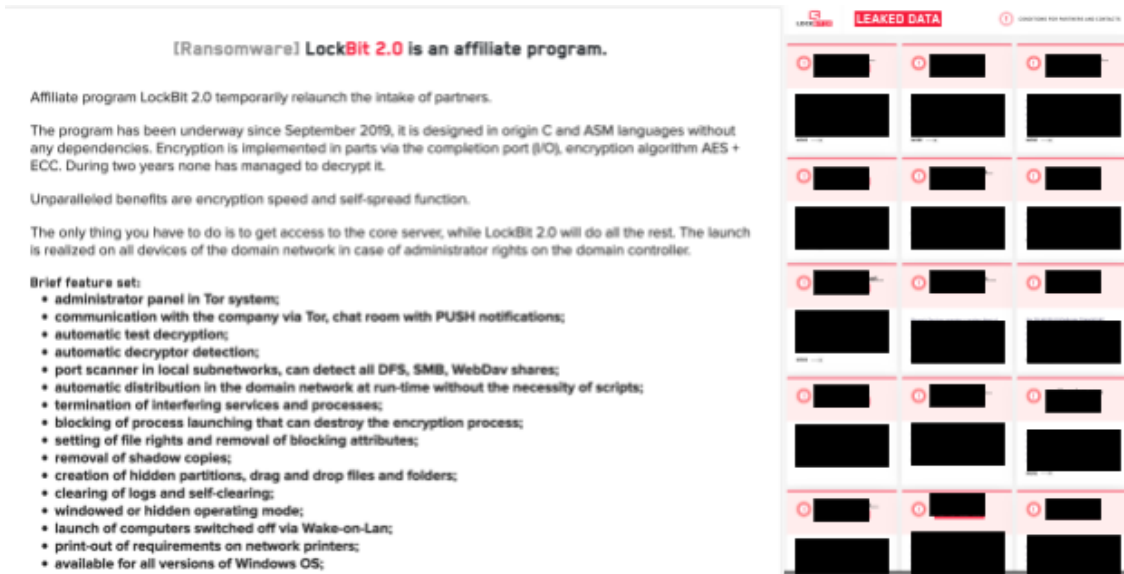 [Ransomware] LockBit 2.0 is an affiliate program.
Affiliate program LockBit 2.0 temporarily relaunch the intake of partners.
The program has been underway since September 2019, it is designed in origin C and ASM languages without
any dependencies. Encryption is implemented in parts via the completion port (I/O), encryption algorithm AES +
ECC. During two years none has managed to decrypt it.
Unparalleled benefits are encryption speed and self-spread function.
The only thing you have to do is to get access to the core server, while LockBit 2.0 will do all the rest. The launch
is realized on all devices of the domain network in case of administrator rights on the domain controller.
Brief feature set:
• administrator panel in Tor system;
• communication with the company via Tor, chat room with PUSH notifications;
• automatic test decryption;
• automatic decryptor detection;
• port scanner in local subnetworks, can detect all DFS, SMB, WebDav shares;
• automatic distribution in the domain network at run-time without the necessity of scripts;
• termination of interfering services and processes;
• blocking of process launching that can destroy the encryption process;
• setting of file rights and removal of blocking attributes;
• removal of shadow copies;
• creation of hidden partitions, drag and drop files and folders;
• clearing of logs and self-clearing;
• windowed or hidden operating mode;
• launch of computers switched off via Wake-on-Lan;
• print-out of requirements on network printers;
• available for all versions of Windows OS;
LOCKBIT 2.0
LEAKED DATA
CONDITIONS FOR PARTNERS AND CONTACTS